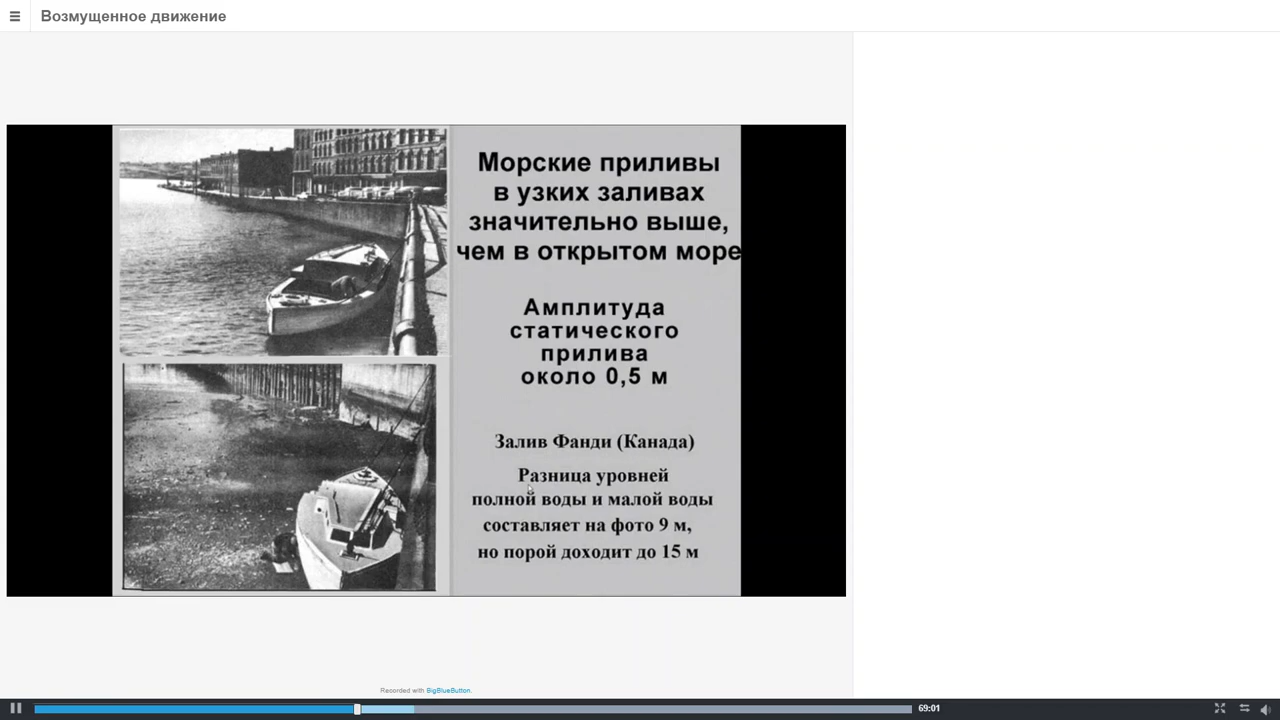 Возмущенное движение
Морские приливы
в узких заливах
значительно выше,
чем в открытом море
Амплитуда
статического
прилива
около 0,5 м
Залив Фанди (Канада)
Разница уровней
полной воды и малой воды
составляет на фото 9 м,
но порой доходит до 15 м
Recorded with BigBlueButton.
69:01